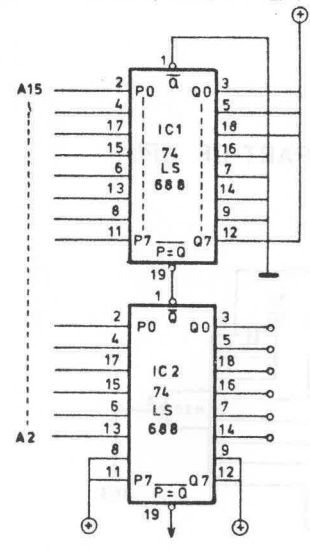 1
Q
A15 2 P0 Q0 3
4 5
17 IC1 18
15 74 16
6 LS 7
13 688 14
8 9
11 P7 Q7 12
P=Q
19
1
Q
2 P0 Q0 3
4 5
17 IC2 18
15 74 16
6 LS 7
A2 13 688 14
8 9
11 P7 Q7 12
P=Q
19